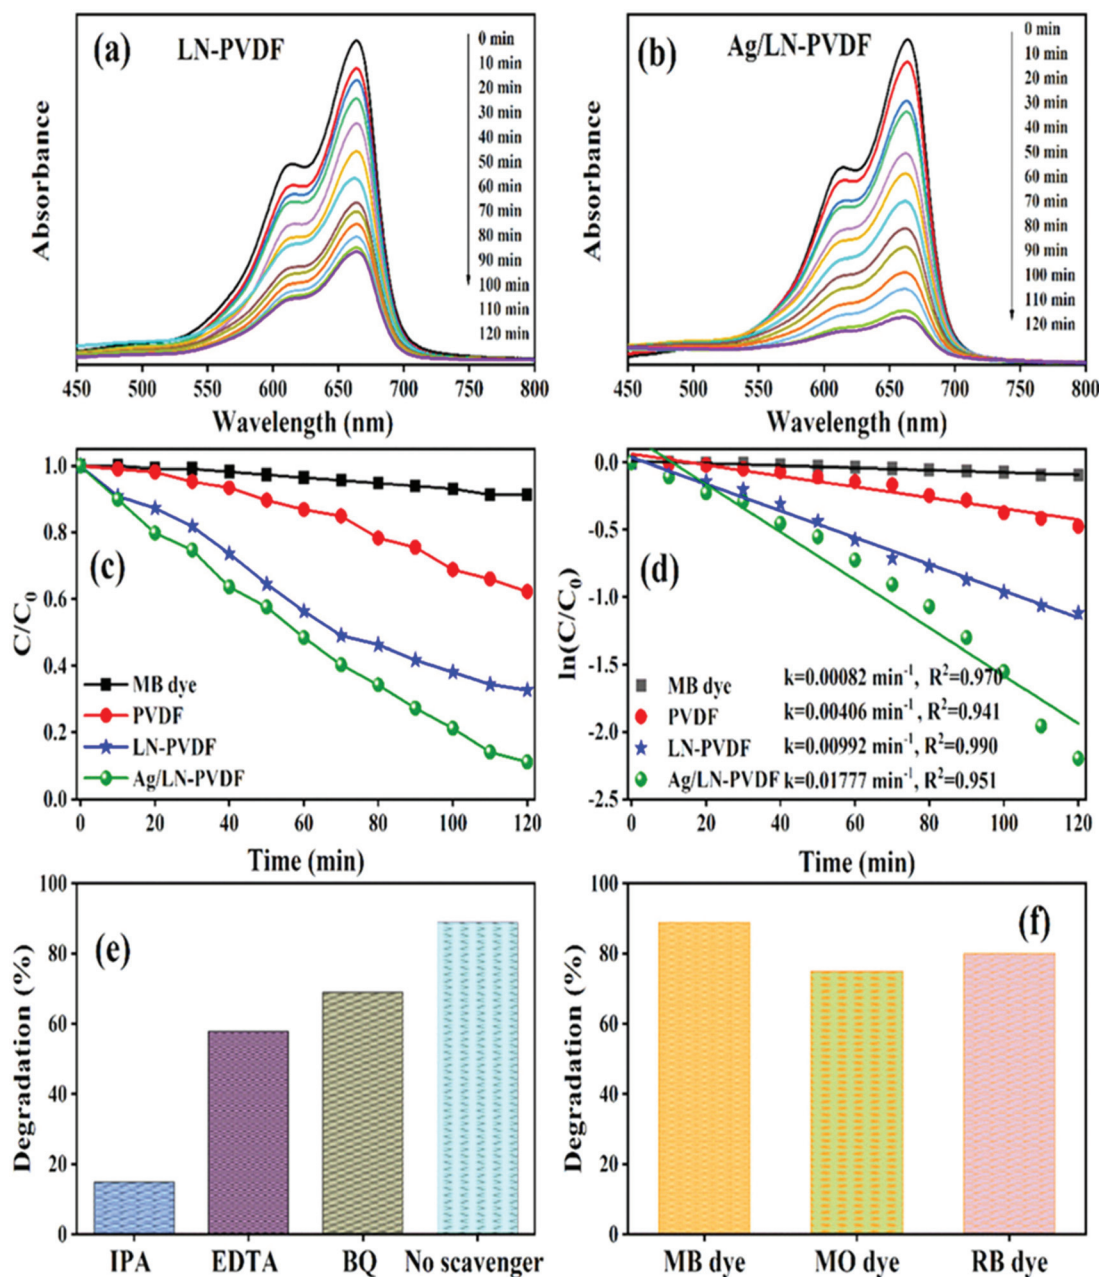 (a)
LN-PVDF
0 min
10 min
20 min
30 min
40 min
50 min
60 min
70 min
80 min
90 min
100 min
110 min
120 min
Absorbance
450 500 550 600 650 700 750 800
Wavelength (nm)
(b)
Ag/LN-PVDF
0 min
10 min
20 min
30 min
40 min
50 min
60 min
70 min
80 min
90 min
100 min
110 min
120 min
Absorbance
450 500 550 600 650 700 750 800
Wavelength (nm)
1.0
0.8
0.6
0.4
0.2
0.0
C/C0
(c)
MB dye
PVDF
LN-PVDF
Ag/LN-PVDF
0 20 40 60 80 100 120
Time (min)
0.0
-0.5
-1.0
-1.5
-2.0
-2.5
ln(C/C0)
(d)
MB dye k=0.00082 min-1, R2=0.970
PVDF k=0.00406 min-1, R2=0.941
LN-PVDF k=0.00992 min-1, R2=0.990
Ag/LN-PVDF k=0.01777 min-1, R2=0.951
0 20 40 60 80 100 120
Time (min)
100
80
60
40
20
0
Degradation (%)
(e)
IPA EDTA BQ No scavenger
100
80
60
40
20
0
Degradation (%)
(f)
MB dye MO dye RB dye